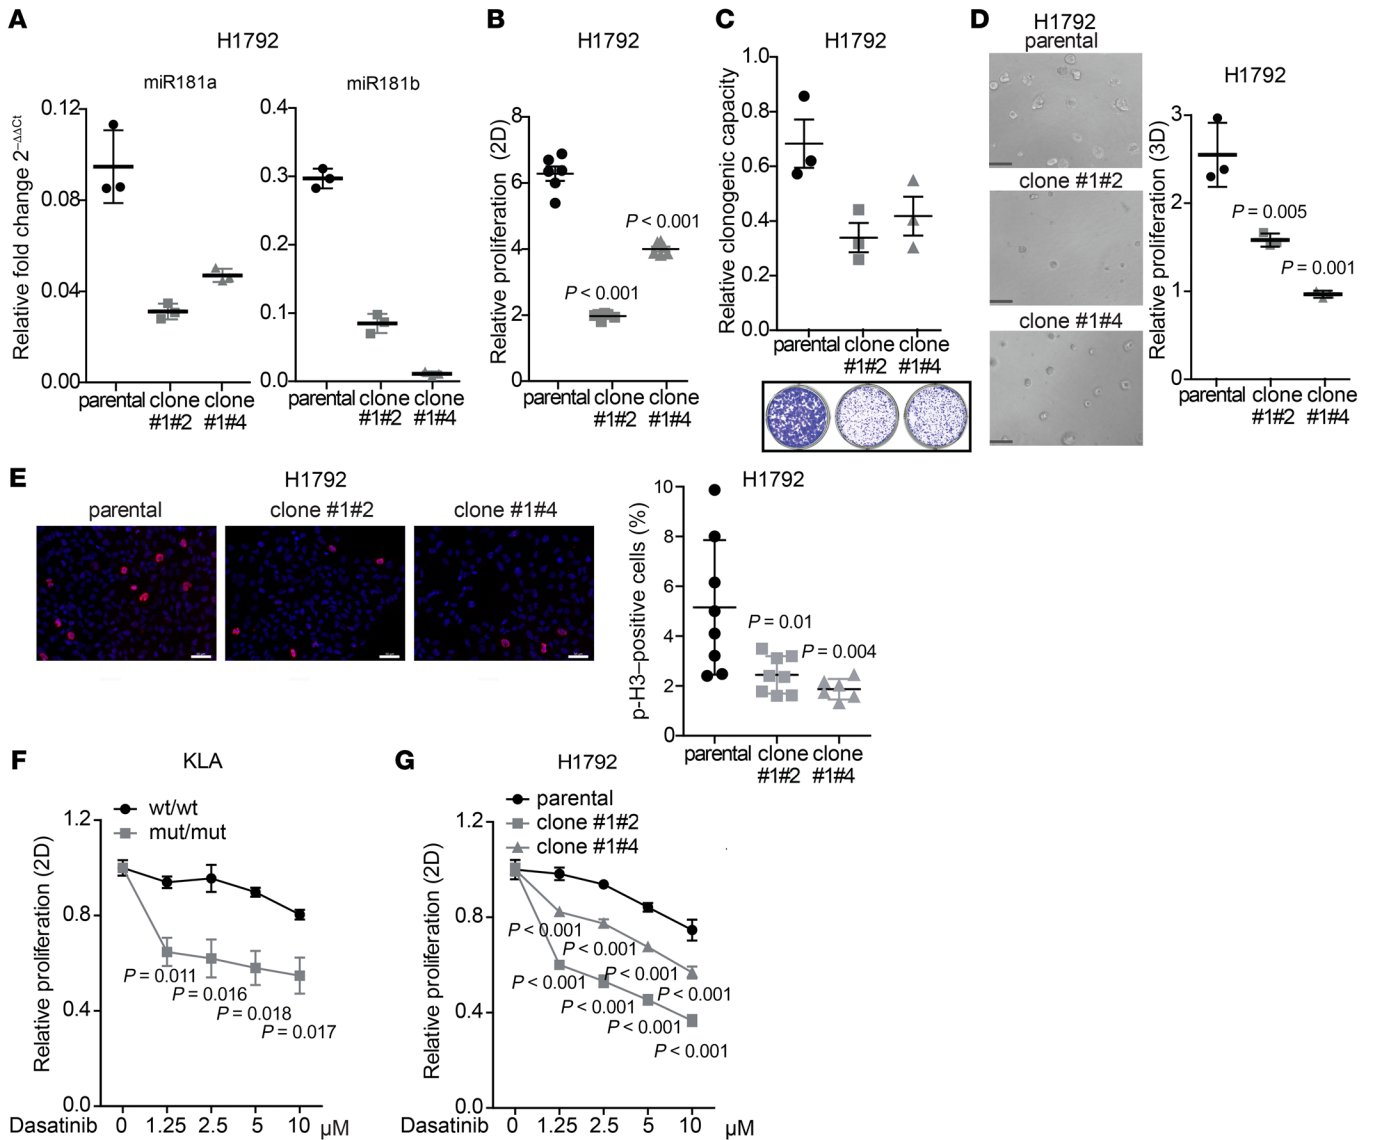 A
H1792
miR181a
miR181b
Relative fold change 2–ΔΔCt
0.12
0.08
0.04
0.00
parental clone #1#2 clone #1#4
0.4
0.3
0.2
0.1
0.0
parental clone #1#2 clone #1#4
B
H1792
Relative proliferation (2D)
8
6
4
2
0
P < 0.001
P < 0.001
parental clone #1#2 clone #1#4
C
H1792
Relative clonogenic capacity
1.0
0.8
0.6
0.4
0.2
0.0
parental clone #1#2 clone #1#4
D
H1792
parental
clone #1#2
clone #1#4
H1792
Relative proliferation (3D)
3
2
1
0
P = 0.005
P = 0.001
parental clone #1#2 clone #1#4
E
H1792
parental
clone #1#2
clone #1#4
H1792
p-H3–positive cells (%)
10
8
6
4
2
0
P = 0.01
P = 0.004
parental clone #1#2 clone #1#4
F
KLA
wt/wt
mut/mut
Relative proliferation (2D)
1.2
0.8
0.4
0.0
P = 0.011
P = 0.016
P = 0.018
P = 0.017
Dasatinib 0 1.25 2.5 5 10 μM
G
H1792
parental
clone #1#2
clone #1#4
Relative proliferation (2D)
1.2
0.8
0.4
0.0
P < 0.001
P < 0.001
P < 0.001
P < 0.001
P < 0.001
P < 0.001
P < 0.001
P < 0.001
Dasatinib 0 1.25 2.5 5 10 μM